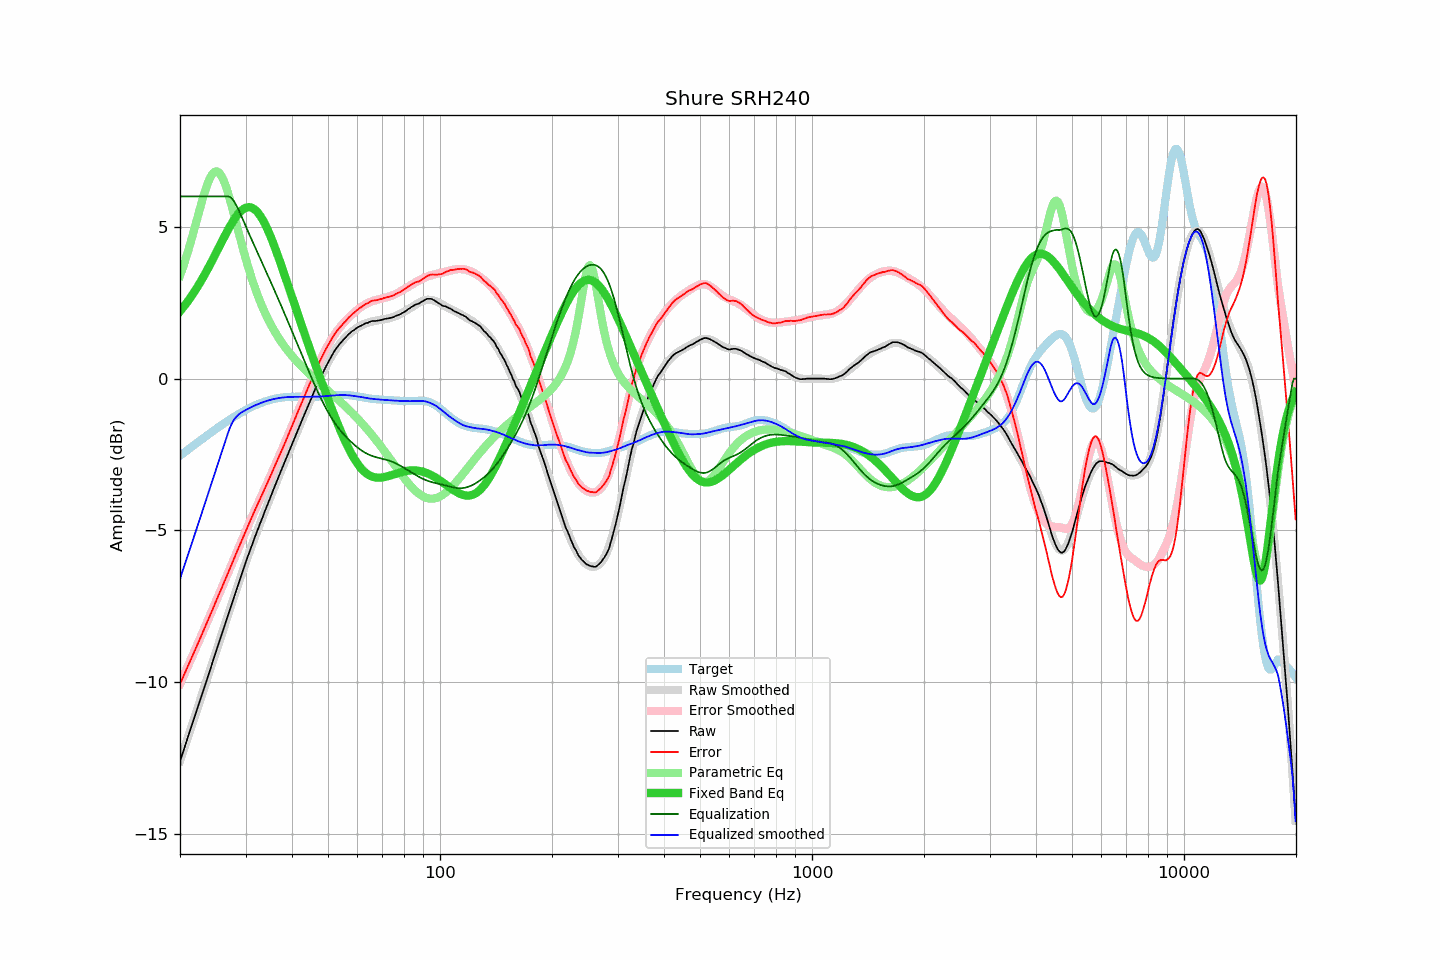 Shure SRH240
Amplitude (dBr)
5
0
−5
−10
−15
Target
Raw Smoothed
Error Smoothed
Raw
Error
Parametric Eq
Fixed Band Eq
Equalization
Equalized smoothed
100
1000
10000
Frequency (Hz)